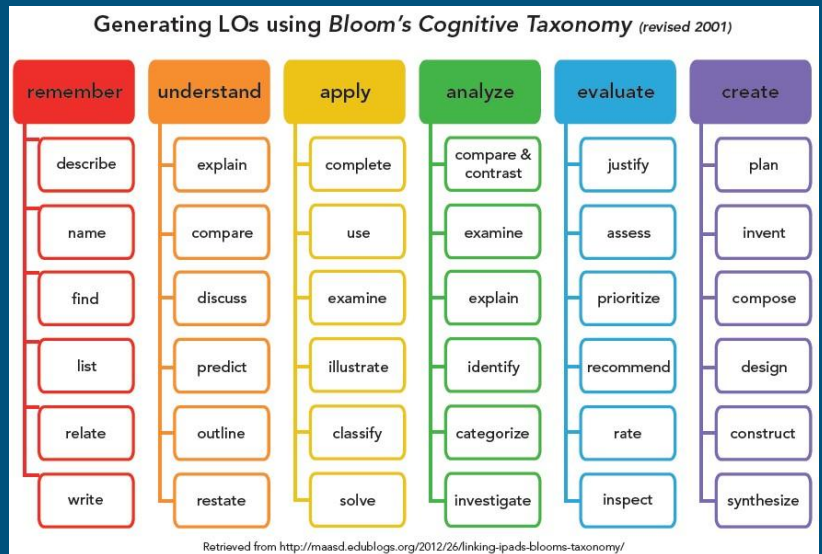 Generating LOs using Bloom's Cognitive Taxonomy (revised 2001)
remember understand apply analyze evaluate create
describe explain complete compare & contrast justify plan
name compare use examine assess invent
find discuss examine explain prioritize compose
list predict illustrate identify recommend design
relate outline classify categorize rate construct
write restate solve investigate inspect synthesize
Retrieved from http://maasd.edublogs.org/2012/26/linking-ipads-blooms-taxonomy/